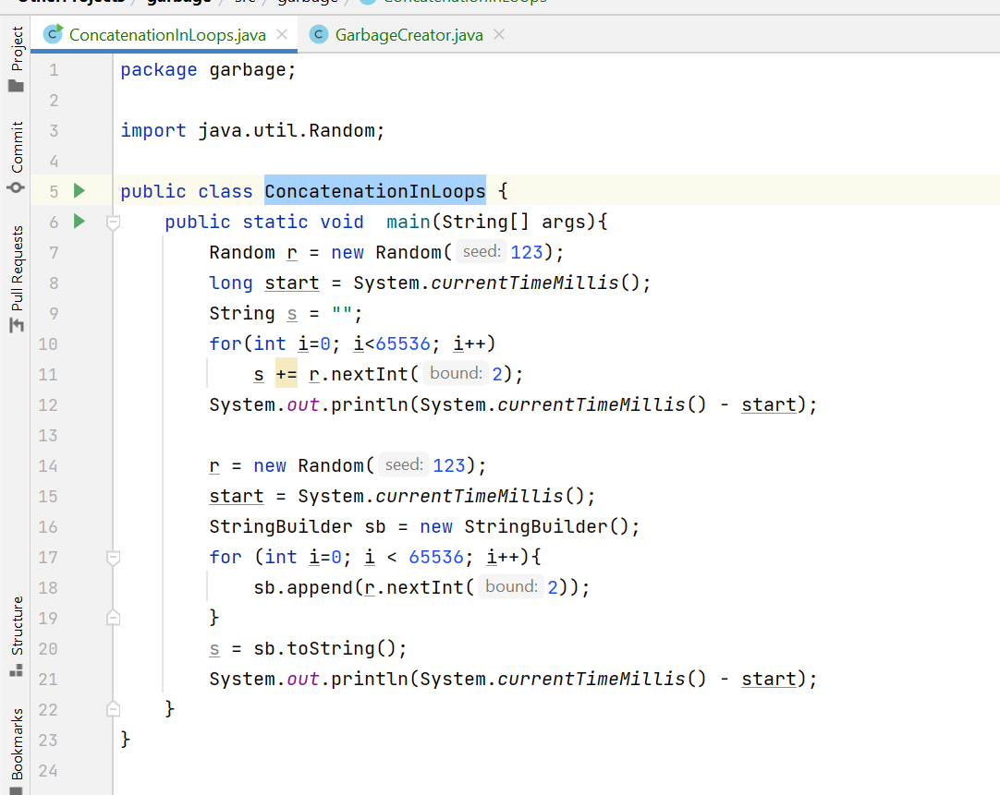 OtherProjects / garbage / src / garbage / ConcatenationInLoops
ConcatenationInLoops.java GarbageCreator.java
Project
Commit
Pull Requests
Structure
Bookmarks
1 package garbage;
2
3 import java.util.Random;
4
5 public class ConcatenationInLoops {
6     public static void  main(String[] args){
7         Random r = new Random( seed: 123);
8         long start = System.currentTimeMillis();
9         String s = "";
10         for(int i=0; i<65536; i++)
11             s += r.nextInt( bound: 2);
12         System.out.println(System.currentTimeMillis() - start);
13
14         r = new Random( seed: 123);
15         start = System.currentTimeMillis();
16         StringBuilder sb = new StringBuilder();
17         for (int i=0; i < 65536; i++){
18             sb.append(r.nextInt( bound: 2));
19         }
20         s = sb.toString();
21         System.out.println(System.currentTimeMillis() - start);
22     }
23 }
24